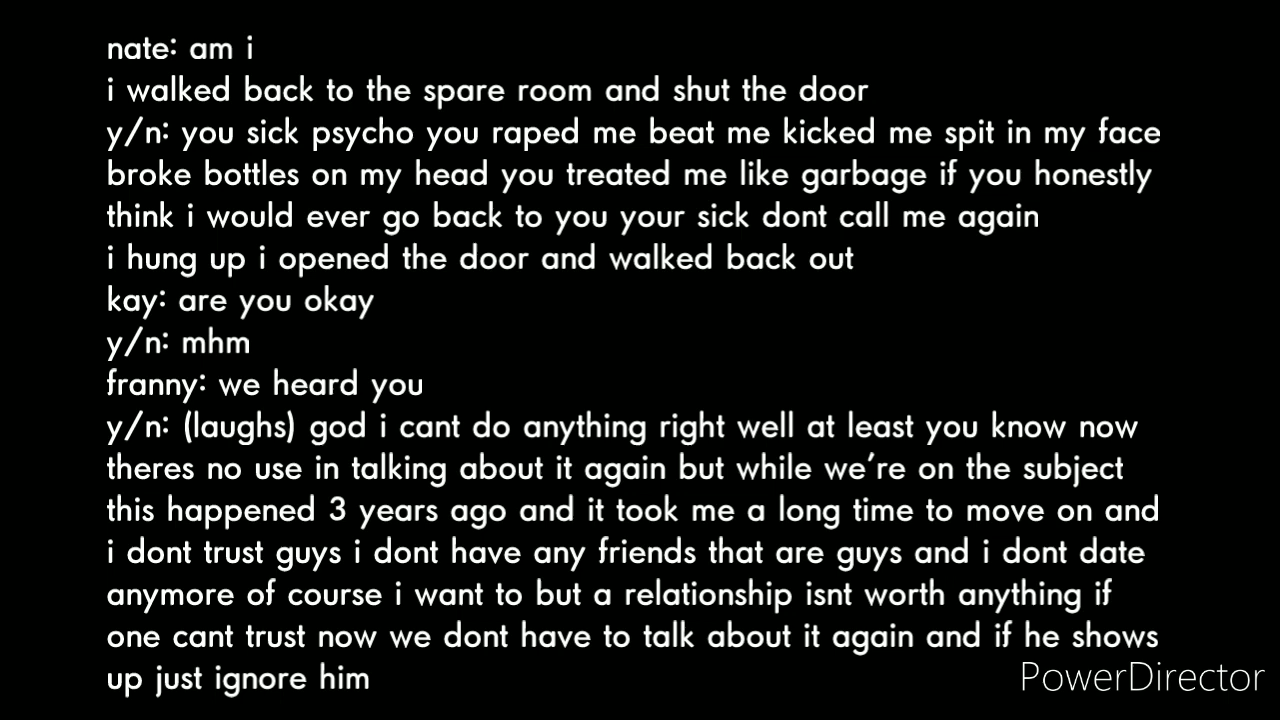 nate: am i
i walked back to the spare room and shut the door
y/n: you sick psycho you raped me beat me kicked me spit in my face
broke bottles on my head you treated me like garbage if you honestly
think i would ever go back to you your sick dont call me again
i hung up i opened the door and walked back out
kay: are you okay
y/n: mhm
franny: we heard you
y/n: (laughs) god i cant do anything right well at least you know now
theres no use in talking about it again but while we're on the subject
this happened 3 years ago and it took me a long time to move on and
i dont trust guys i dont have any friends that are guys and i dont date
anymore of course i want to but a relationship isnt worth anything if
one cant trust now we dont have to talk about it again and if he shows
up just ignore him
PowerDirector